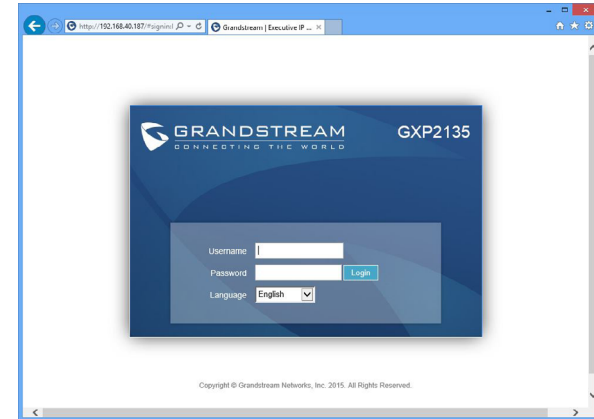 http://192.168.40.187/#signin:l
Grandstream | Executive IP ...
GRANDSTREAM
CONNECTING THE WORLD
GXP2135
Username
Password
Login
Language
English
Copyright © Grandstream Networks, Inc. 2015. All Rights Reserved.